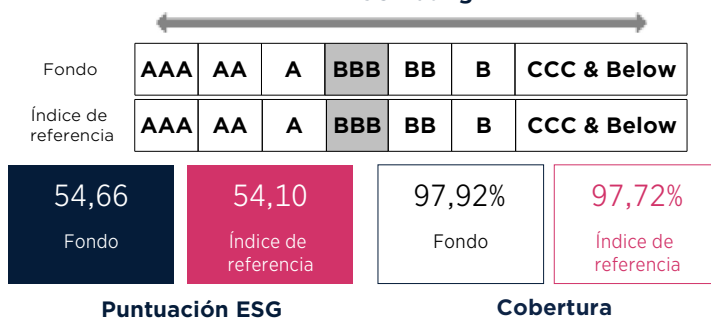 Fondo AAA AA A BBB BB B CCC & Below
Índice de
referencia
AAA AA A BBB BB B CCC & Below
54,66
Fondo
54,10
Índice de
referencia
97,92%
Fondo
97,72%
Índice de
referencia
Puntuación ESG
Cobertura